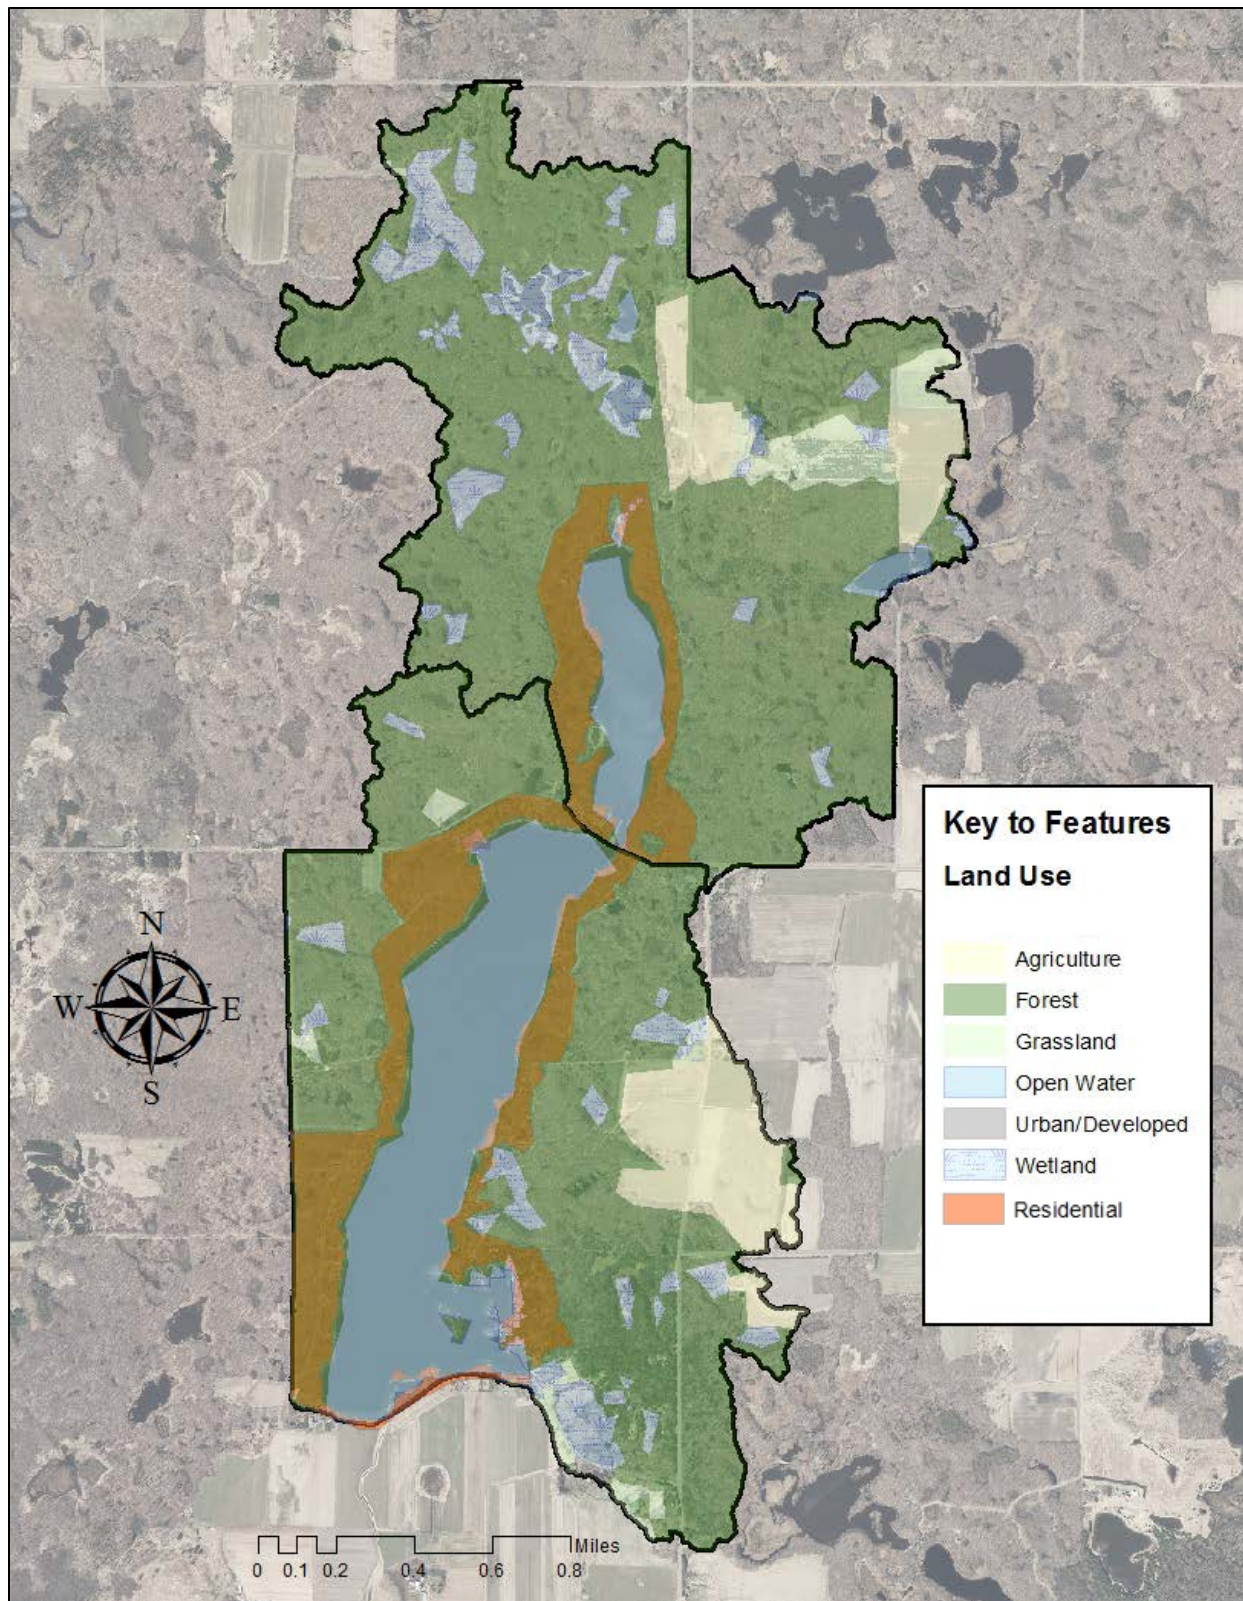 Key to Features
Land Use
Agriculture
Forest
Grassland
Open Water
Urban/Developed
Wetland
Residential
N
W E
S
Miles
0 0.1 0.2 0.4 0.6 0.8